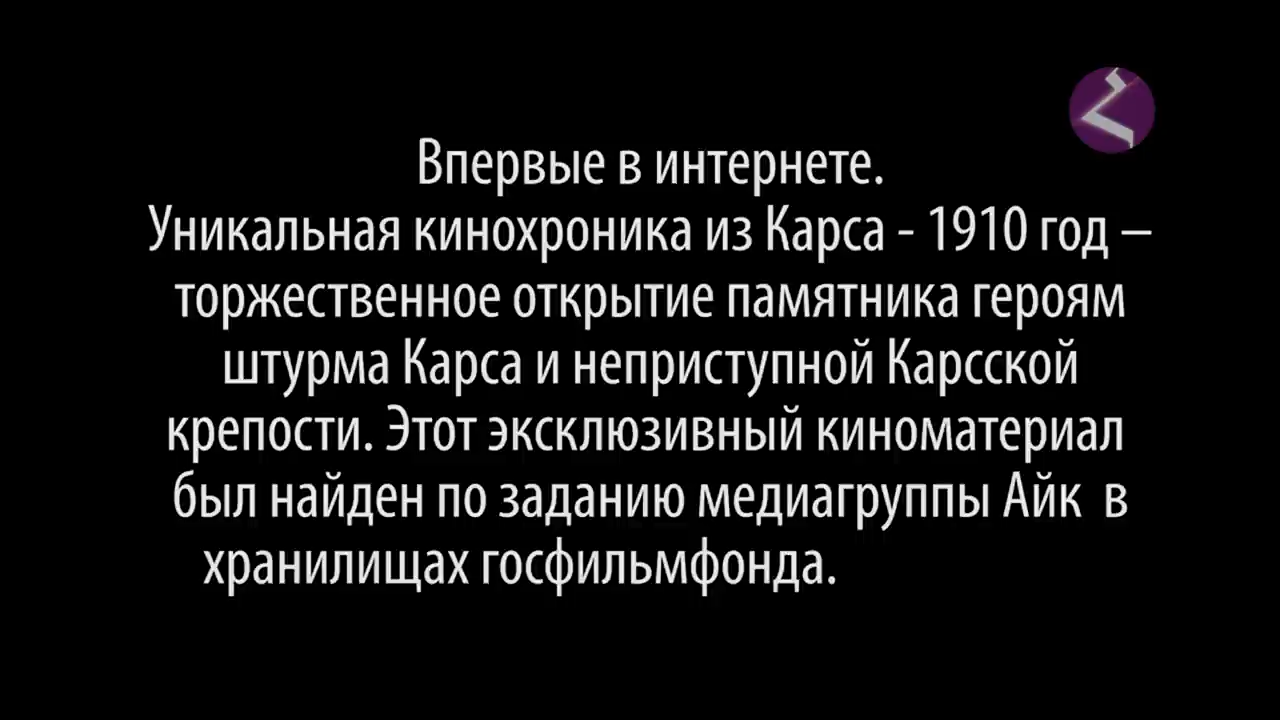 Впервые в интернете.
Уникальная кинохроника из Карса - 1910 год –
торжественное открытие памятника героям
штурма Карса и неприступной Карсской
крепости. Этот эксклюзивный киноматериал
был найден по заданию медиагруппы Айк в
хранилищах госфильмфонда.